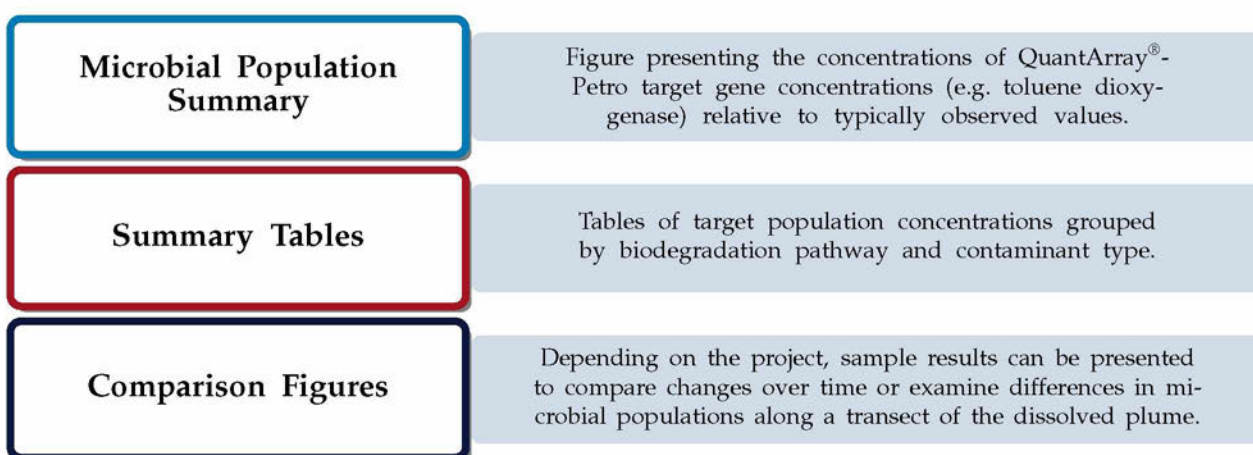 Microbial Population
Summary
Figure presenting the concentrations of QuantArray®-
Petro target gene concentrations (e.g. toluene dioxy-
genase) relative to typically observed values.
Summary Tables
Tables of target population concentrations grouped
by biodegradation pathway and contaminant type.
Comparison Figures
Depending on the project, sample results can be presented
to compare changes over time or examine differences in mi-
crobial populations along a transect of the dissolved plume.